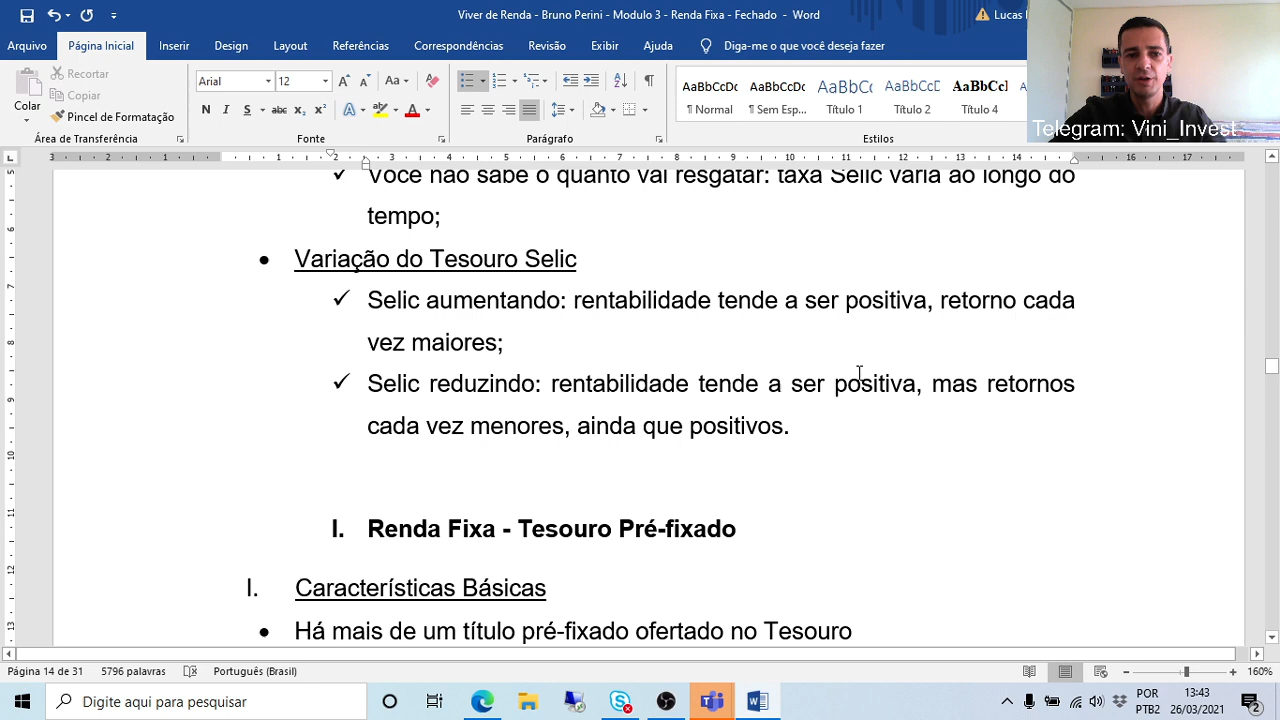 Viver de Renda - Bruno Perini - Modulo 3 - Renda Fixa - Fechado - Word
Lucas
Arquivo Página Inicial Inserir Design Layout Referências Correspondências Revisão Exibir Ajuda Diga-me o que você deseja fazer
Colar
Recortar
Copiar
Pincel de Formatação
Área de Transferência
Arial 12
N I S abc x₂ x²
Fonte
Parágrafo
AaBbCcDc AaBbCcDc AaBbC AaBbCcD AaBbCc
¶ Normal ¶ Sem Esp... Título 1 Título 2 Título 4
Estilos
Telegram: Vini_Invest
Você não sabe o quanto vai resgatar: taxa Selic varia ao longo do
tempo;
• Variação do Tesouro Selic
✓ Selic aumentando: rentabilidade tende a ser positiva, retorno cada
vez maiores;
✓ Selic reduzindo: rentabilidade tende a ser positiva, mas retornos
cada vez menores, ainda que positivos.
I. Renda Fixa - Tesouro Pré-fixado
I. Características Básicas
• Há mais de um título pré-fixado ofertado no Tesouro
Página 14 de 31 5796 palavras Português (Brasil) 160%
Digite aqui para pesquisar
POR 13:43
PTB2 26/03/2021
2